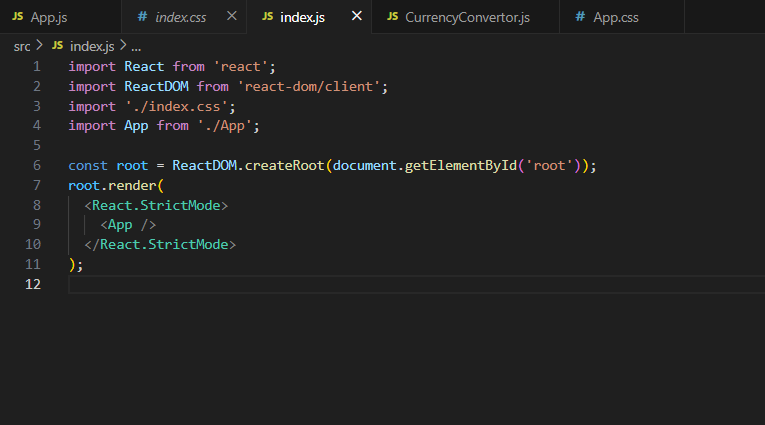 JS App.js # index.css × JS index.js × JS CurrencyConvertor.js # App.css
src > JS index.js > ...
1 import React from 'react';
2 import ReactDOM from 'react-dom/client';
3 import './index.css';
4 import App from './App';
5
6 const root = ReactDOM.createRoot(document.getElementById('root'));
7 root.render(
8   <React.StrictMode>
9     <App />
10   </React.StrictMode>
11 );
12